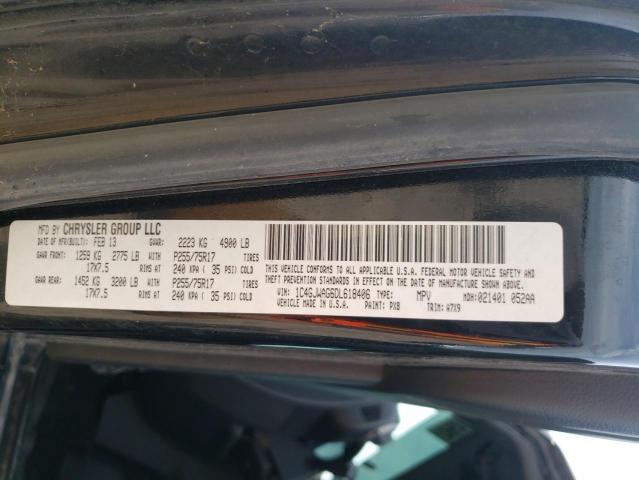 MFD BY CHRYSLER GROUP LLC
DATE OF MFR(BUILT): FEB 13 GVWR: 2223 KG 4900 LB
GAWR FRONT: 1259 KG 2775 LB P255/75R17 TIRES
17X7.5 RIMS AT 240 KPA ( 35 PSI) COLD
GAWR REAR: 1452 KG 3200 LB P255/75R17 TIRES
17X7.5 RIMS AT 240 KPA ( 35 PSI) COLD
THIS VEHICLE CONFORMS TO ALL APPLICABLE U.S.A. FEDERAL MOTOR VEHICLE SAFETY, BUMPER, AND
THEFT PREVENTION STANDARDS IN EFFECT ON THE DATE OF MANUFACTURE SHOWN ABOVE.
VIN: 1C4GJWAG6DL618406 TYPE: MPV MDH: 021401 052AA
VEHICLE MADE IN U.S.A. PAINT: PX8 TRIM: A7X9